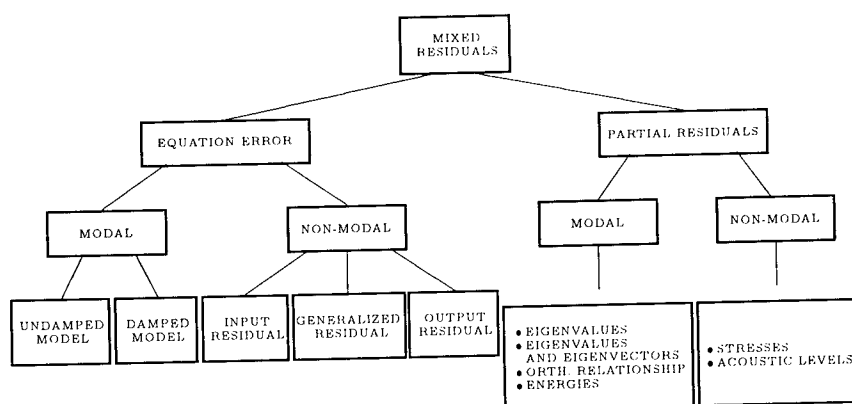 MIXED
RESIDUALS
EQUATION ERROR
PARTIAL RESIDUALS
MODAL
NON-MODAL
MODAL
NON-MODAL
UNDAMPED
MODEL
DAMPED
MODEL
INPUT
RESIDUAL
GENERALIZED
RESIDUAL
OUTPUT
RESIDUAL
• EIGENVALUES
• EIGENVALUES
AND EIGENVECTORS
• ORTH. RELATIONSHIP
• ENERGIES
• STRESSES
• ACOUSTIC LEVELS